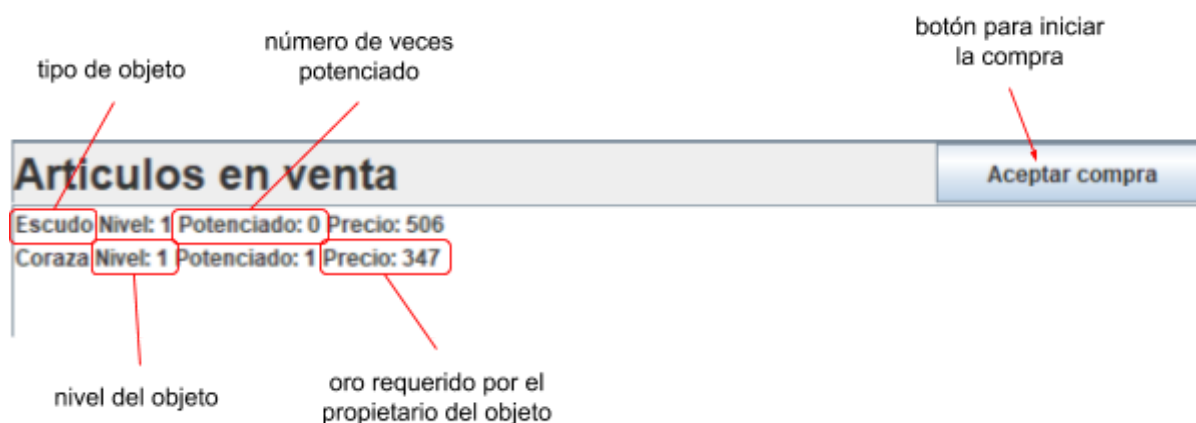 número de veces
potenciado
botón para iniciar
la compra
tipo de objeto
Articulos en venta
Aceptar compra
Escudo Nivel: 1 Potenciado: 0 Precio: 506
Coraza Nivel: 1 Potenciado: 1 Precio: 347
nivel del objeto
oro requerido por el
propietario del objeto